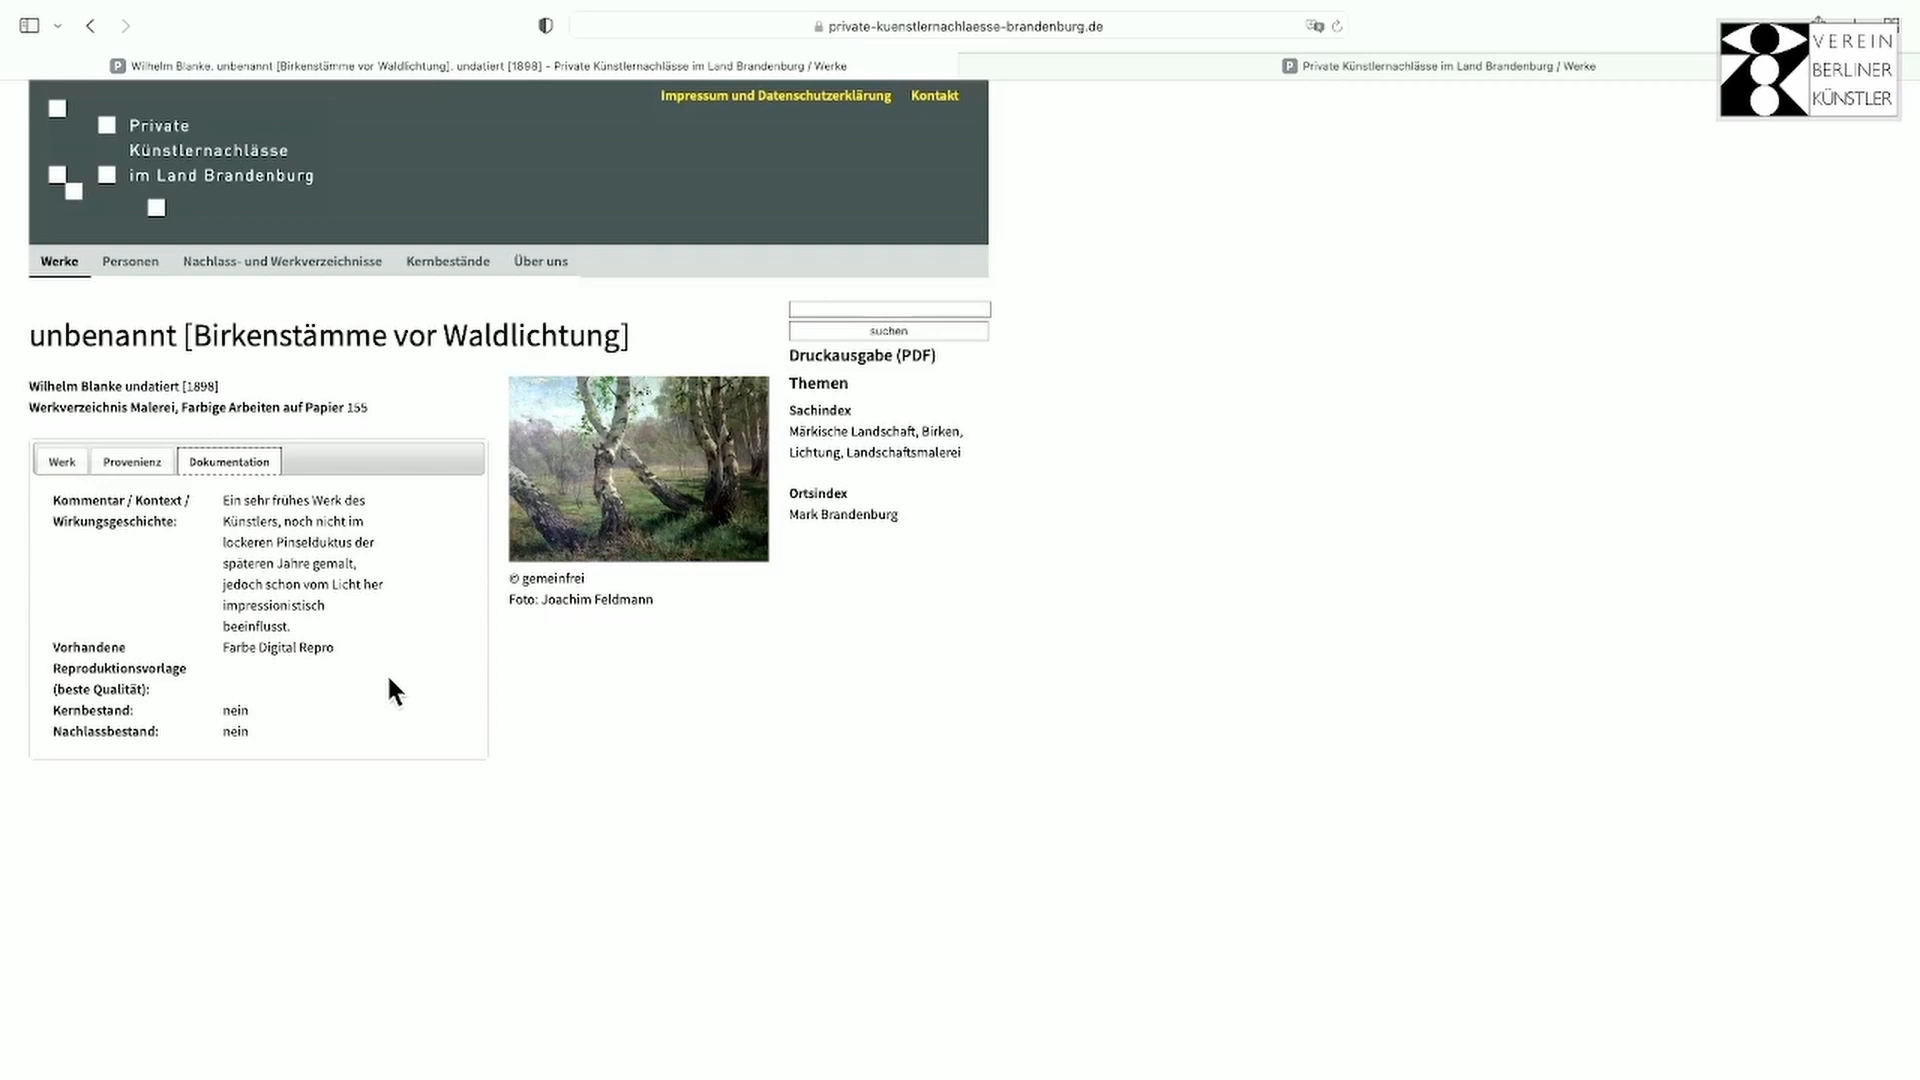 private-kuenstlernachlaesse-brandenburg.de
Wilhelm Blanke. unbenannt [Birkenstämme vor Waldlichtung]. undatiert [1898] - Private Künstlernachlässe im Land Brandenburg / Werke
Private Künstlernachlässe im Land Brandenburg / Werke
VEREIN
BERLINER
KÜNSTLER
Impressum und Datenschutzerklärung Kontakt
Private
Künstlernachlässe
im Land Brandenburg
Werke Personen Nachlass- und Werkverzeichnisse Kernbestände Über uns
unbenannt [Birkenstämme vor Waldlichtung]
Wilhelm Blanke undatiert [1898]
Werkverzeichnis Malerei, Farbige Arbeiten auf Papier 155
Werk Provenienz Dokumentation
Kommentar / Kontext /
Wirkungsgeschichte:
Ein sehr frühes Werk des
Künstlers, noch nicht im
lockeren Pinselduktus der
späteren Jahre gemalt,
jedoch schon vom Licht her
impressionistisch
beeinflusst.
Vorhandene
Reproduktionsvorlage
(beste Qualität):
Farbe Digital Repro
Kernbestand: nein
Nachlassbestand: nein
© gemeinfrei
Foto: Joachim Feldmann
suchen
Druckausgabe (PDF)
Themen
Sachindex
Märkische Landschaft, Birken,
Lichtung, Landschaftsmalerei
Ortsindex
Mark Brandenburg